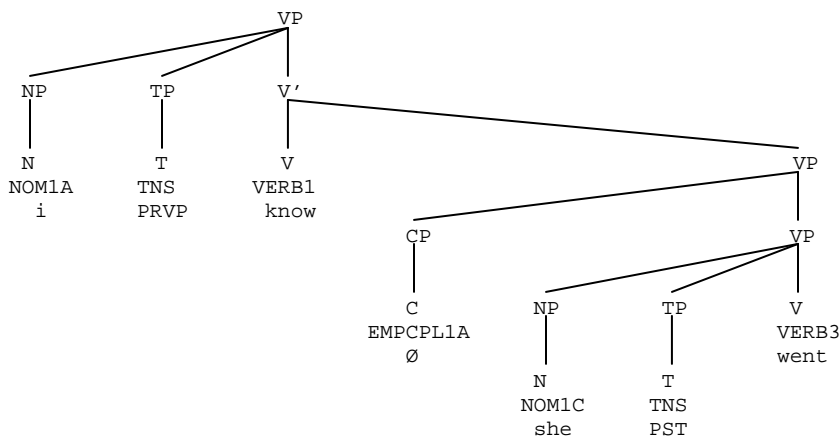 VP
NP TP V'
N T V VP
NOM1A TNS VERB1
i PRVP know
CP VP
C NP TP V
EMPCPL1A VERB3
Ø went
N T
NOM1C TNS
she PST